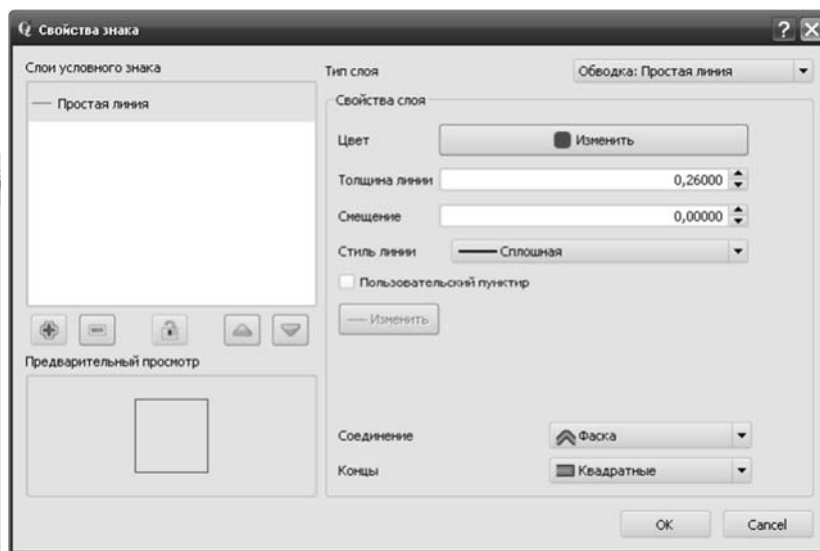 Свойства знака
?
Слои условного знака
Простая линия
Предварительный просмотр
Тип слоя
Обводка: Простая линия
Свойства слоя
Цвет
Изменить
Толщина линии
0,26000
Смещение
0,00000
Стиль линии
Сплошная
Пользовательский пунктир
Изменить
Соединение
Фаска
Концы
Квадратные
OK
Cancel